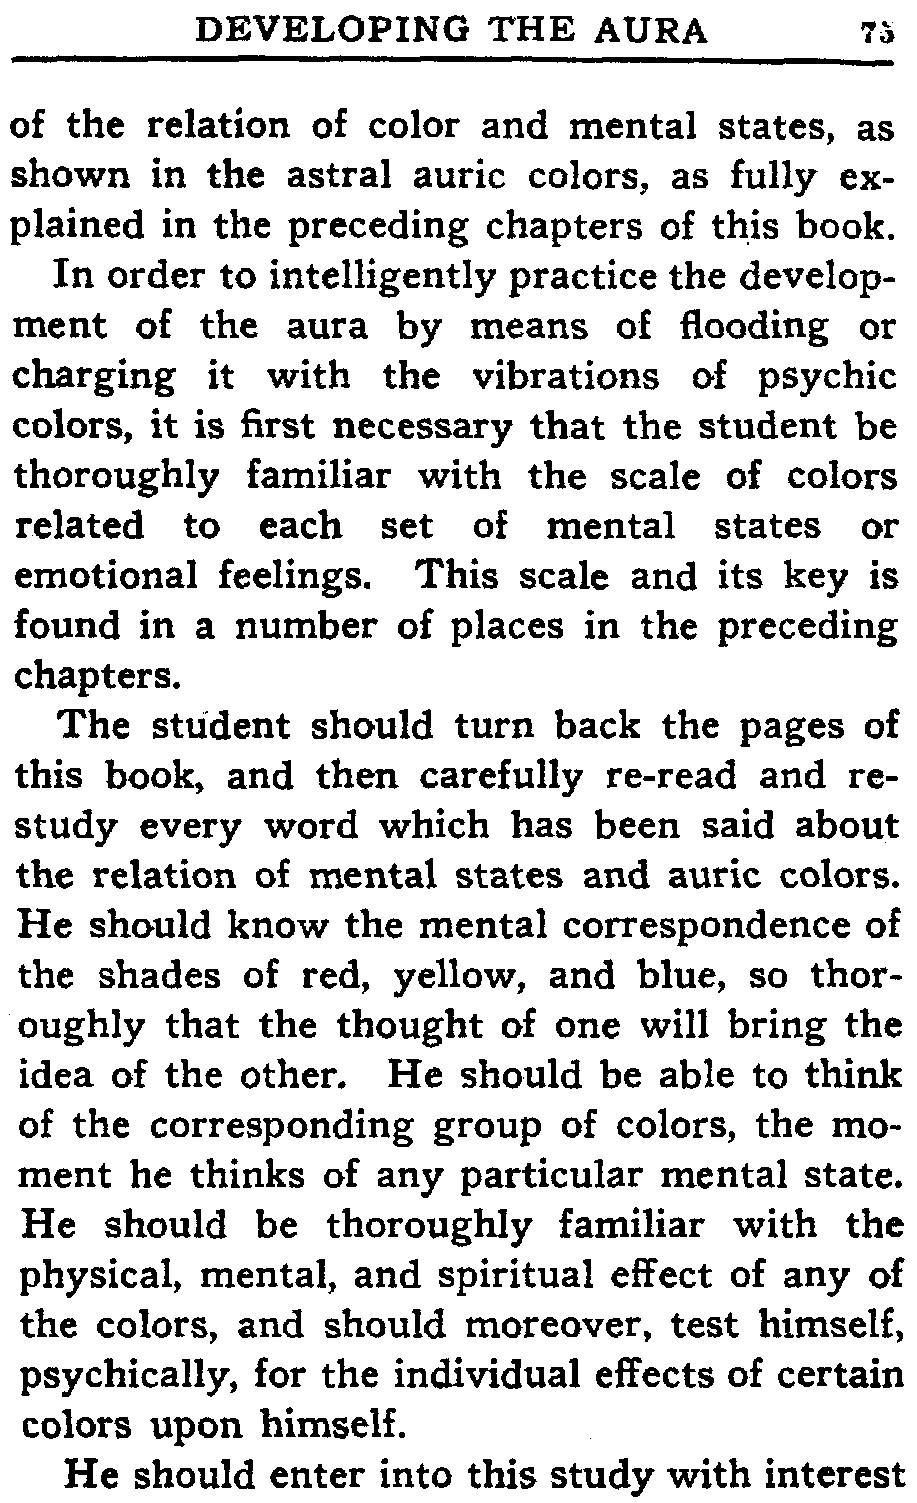 DEVELOPING THE AURA 75
of the relation of color and mental states, as
shown in the astral auric colors, as fully ex-
plained in the preceding chapters of this book.
In order to intelligently practice the develop-
ment of the aura by means of flooding or
charging it with the vibrations of psychic
colors, it is first necessary that the student be
thoroughly familiar with the scale of colors
related to each set of mental states or
emotional feelings. This scale and its key is
found in a number of places in the preceding
chapters.
The student should turn back the pages of
this book, and then carefully re-read and re-
study every word which has been said about
the relation of mental states and auric colors.
He should know the mental correspondence of
the shades of red, yellow, and blue, so thor-
oughly that the thought of one will bring the
idea of the other. He should be able to think
of the corresponding group of colors, the mo-
ment he thinks of any particular mental state.
He should be thoroughly familiar with the
physical, mental, and spiritual effect of any of
the colors, and should moreover, test himself,
psychically, for the individual effects of certain
colors upon himself.
He should enter into this study with interest